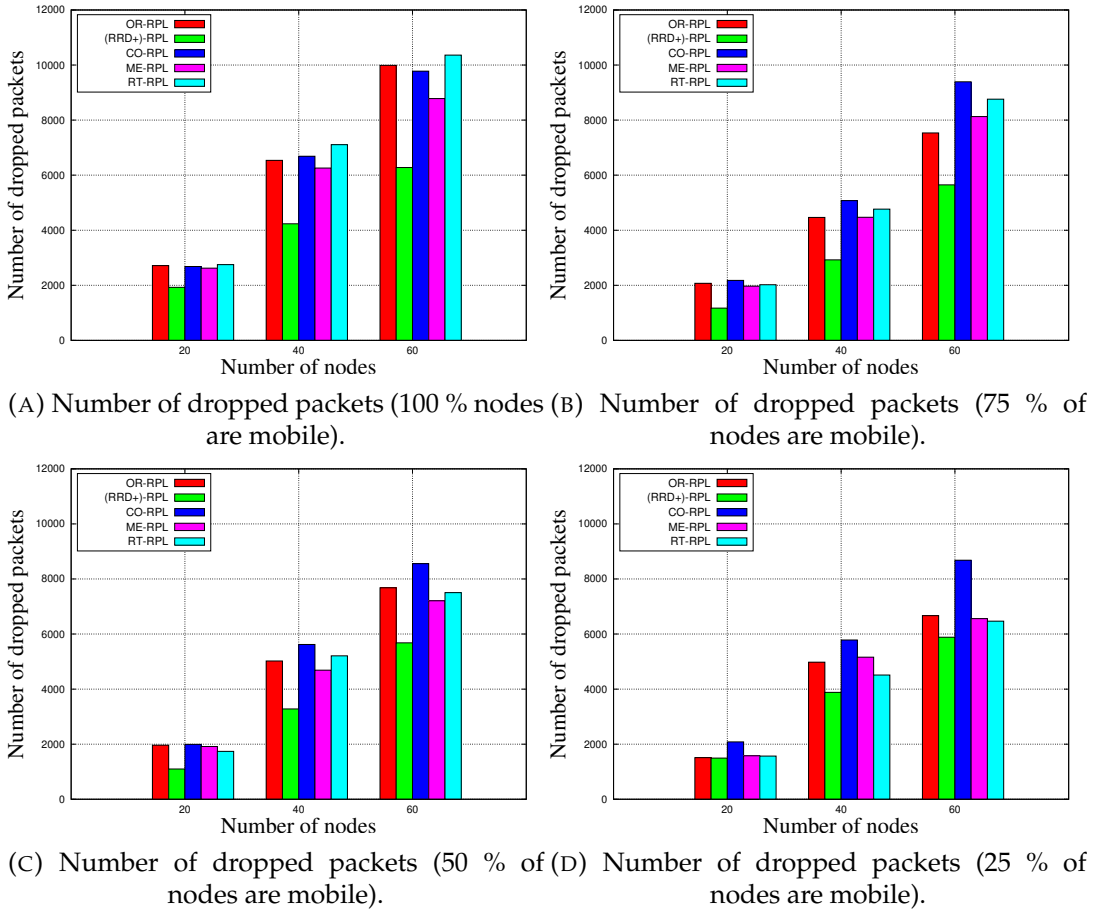 12000
10000
8000
6000
4000
2000
0
Number of dropped packets
OR-RPL
(RRD+)-RPL
CO-RPL
ME-RPL
RT-RPL
20 40 60
Number of nodes
(A) Number of dropped packets (100 % nodes
are mobile).
12000
10000
8000
6000
4000
2000
0
Number of dropped packets
OR-RPL
(RRD+)-RPL
CO-RPL
ME-RPL
RT-RPL
20 40 60
Number of nodes
(B) Number of dropped packets (75 % of
nodes are mobile).
12000
10000
8000
6000
4000
2000
0
Number of dropped packets
OR-RPL
(RRD+)-RPL
CO-RPL
ME-RPL
RT-RPL
20 40 60
Number of nodes
(C) Number of dropped packets (50 % of
nodes are mobile).
12000
10000
8000
6000
4000
2000
0
Number of dropped packets
OR-RPL
(RRD+)-RPL
CO-RPL
ME-RPL
RT-RPL
20 40 60
Number of nodes
(D) Number of dropped packets (25 % of
nodes are mobile).